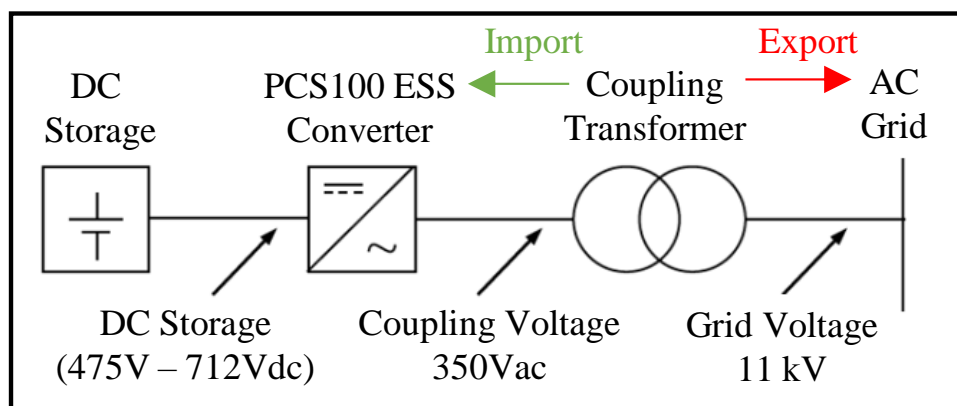 Import
Export
DC
Storage
PCS100 ESS
Converter
Coupling
Transformer
AC
Grid
DC Storage
(475V – 712Vdc)
Coupling Voltage
350Vac
Grid Voltage
11 kV